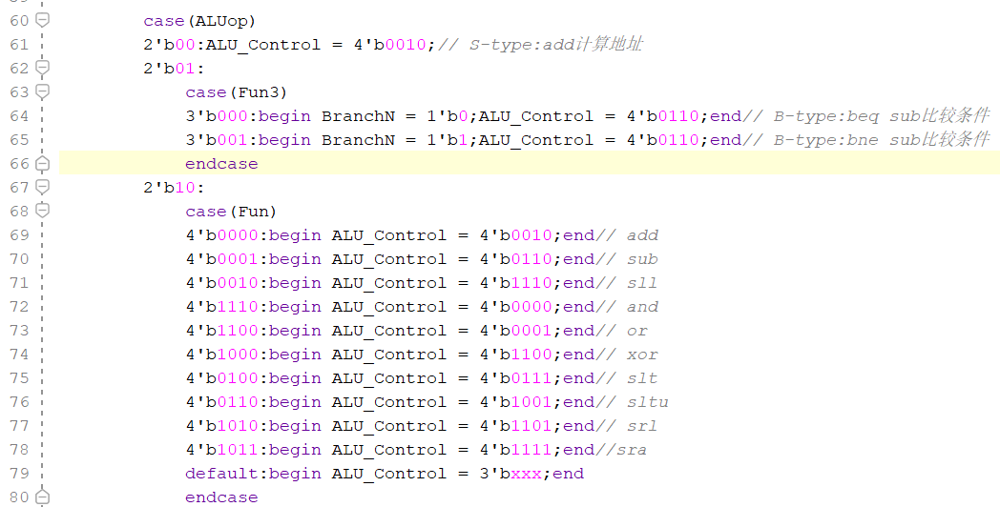 60 case(ALUop)
61 2'b00:ALU_Control = 4'b0010;// S-type:add计算地址
62 2'b01:
63 case(Fun3)
64 3'b000:begin BranchN = 1'b0;ALU_Control = 4'b0110;end// B-type:beq sub比较条件
65 3'b001:begin BranchN = 1'b1;ALU_Control = 4'b0110;end// B-type:bne sub比较条件
66 endcase
67 2'b10:
68 case(Fun)
69 4'b0000:begin ALU_Control = 4'b0010;end// add
70 4'b0001:begin ALU_Control = 4'b0110;end// sub
71 4'b0010:begin ALU_Control = 4'b1110;end// sll
72 4'b1110:begin ALU_Control = 4'b0000;end// and
73 4'b1100:begin ALU_Control = 4'b0001;end// or
74 4'b1000:begin ALU_Control = 4'b1100;end// xor
75 4'b0100:begin ALU_Control = 4'b0111;end// slt
76 4'b0110:begin ALU_Control = 4'b1001;end// sltu
77 4'b1010:begin ALU_Control = 4'b1101;end// srl
78 4'b1011:begin ALU_Control = 4'b1111;end//sra
79 default:begin ALU_Control = 3'bxxx;end
80 endcase